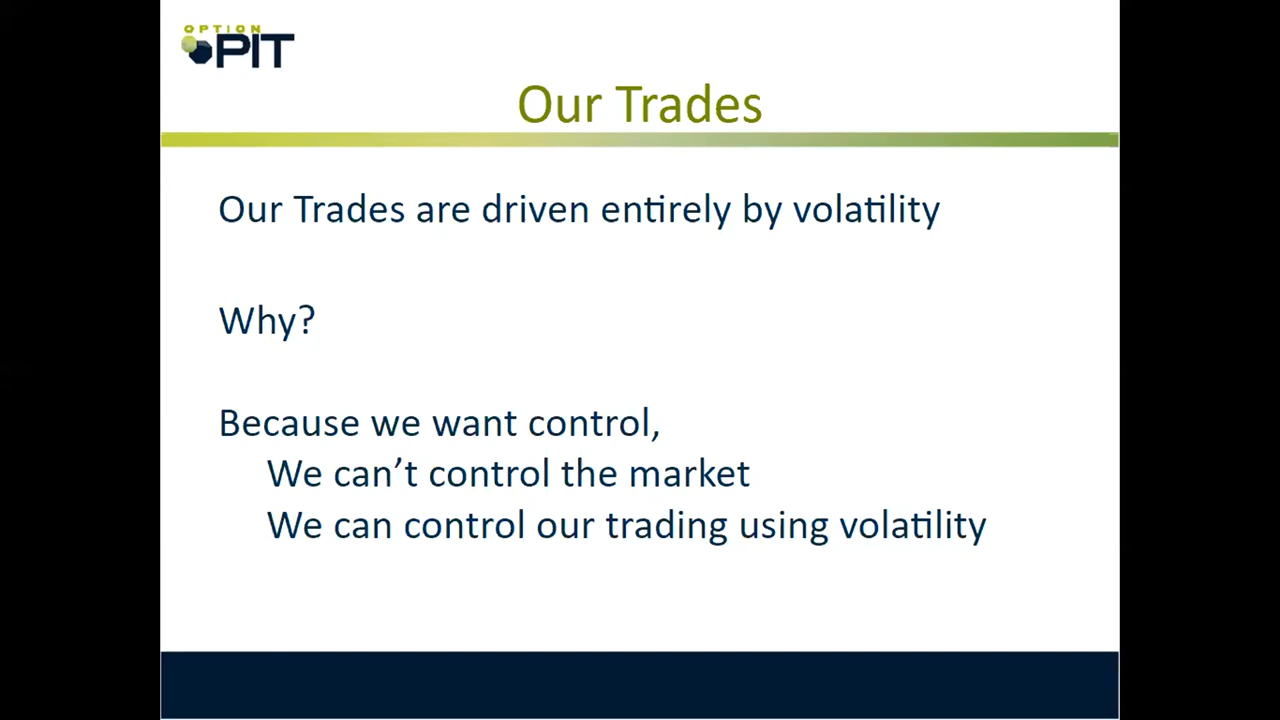 OPTION
PIT
Our Trades
Our Trades are driven entirely by volatility
Why?
Because we want control,
We can’t control the market
We can control our trading using volatility